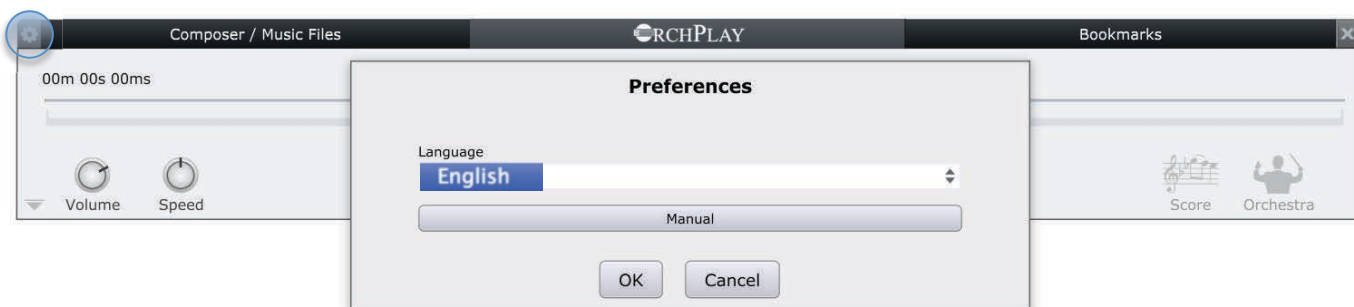 Composer / Music Files
ORCHPLAY
Bookmarks
00m 00s 00ms
Preferences
Language
English
Manual
Volume
Speed
Score
Orchestra
OK
Cancel